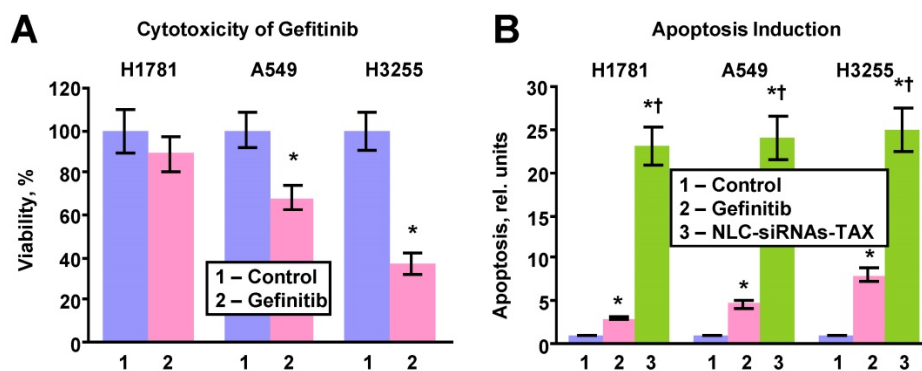 A
Cytotoxicity of Gefitinib
H1781 A549 H3255
Viability, %
120
100
80
60
40
20
0
*
*
1 – Control
2 – Gefitinib
1 2 1 2 1 2
B
Apoptosis Induction
H1781 A549 H3255
Apoptosis, rel. units
30
25
20
15
10
5
0
*† *† *†
1 – Control
2 – Gefinitib
3 – NLC-siRNAs-TAX
* * *
1 2 3 1 2 3 1 2 3